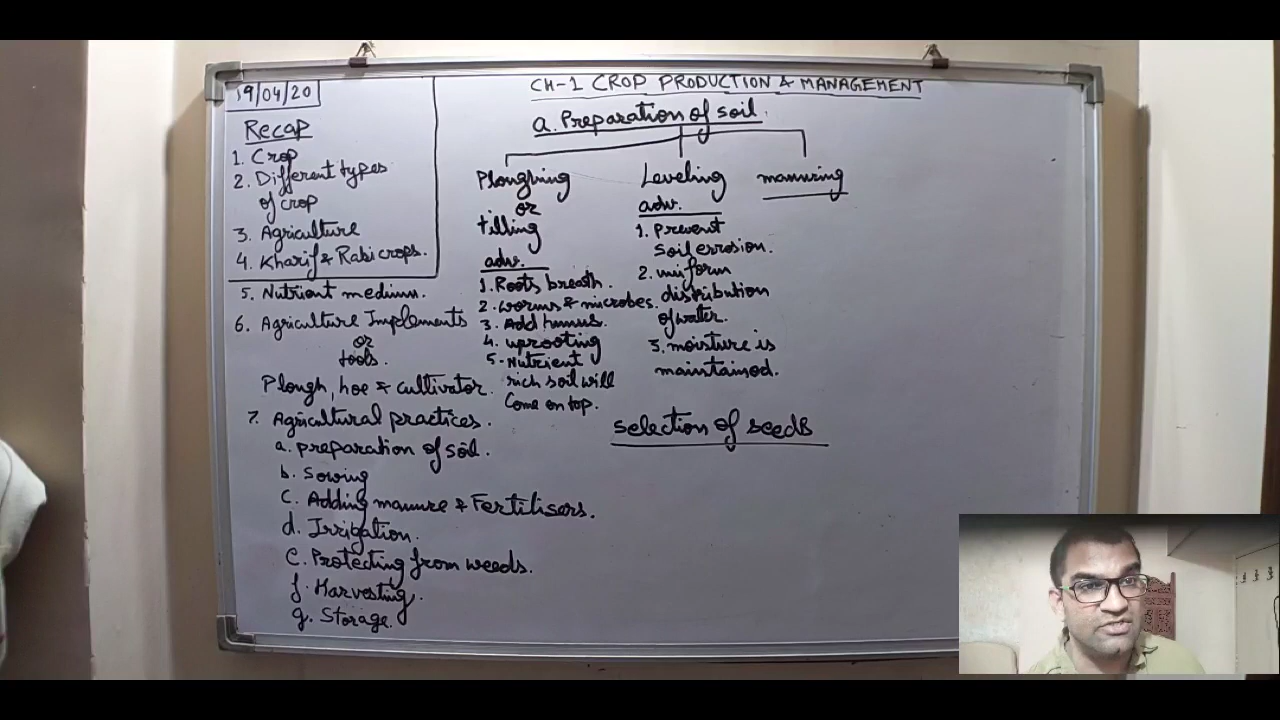 19/04/20
CH-1 CROP PRODUCTION & MANAGEMENT
Recap
1. Crop
2. Different types
of crop
3. Agriculture
4. Kharif & Rabi crops.
5. Nutrient medium.
6. Agriculture Implements
or
tools.
Plough, hoe & cultivator.
7. Agricultural practices.
a. preparation of soil.
b. Sowing
C. Adding manure & Fertilisers.
d. Irrigation.
C. Protecting from weeds.
f. Harvesting.
g. Storage.
a. Preparation of soil.
Ploughing
or
tilling
adv.
1. Roots breath.
2. worms & microbes.
3. Add humus.
4. uprooting
5. Nutrient
rich soil will
Come on top.
Leveling
adv.
1. Prevent
soil errosion.
2. uniform
distribution
of water.
3. moisture is
maintained.
manuring
selection of seeds